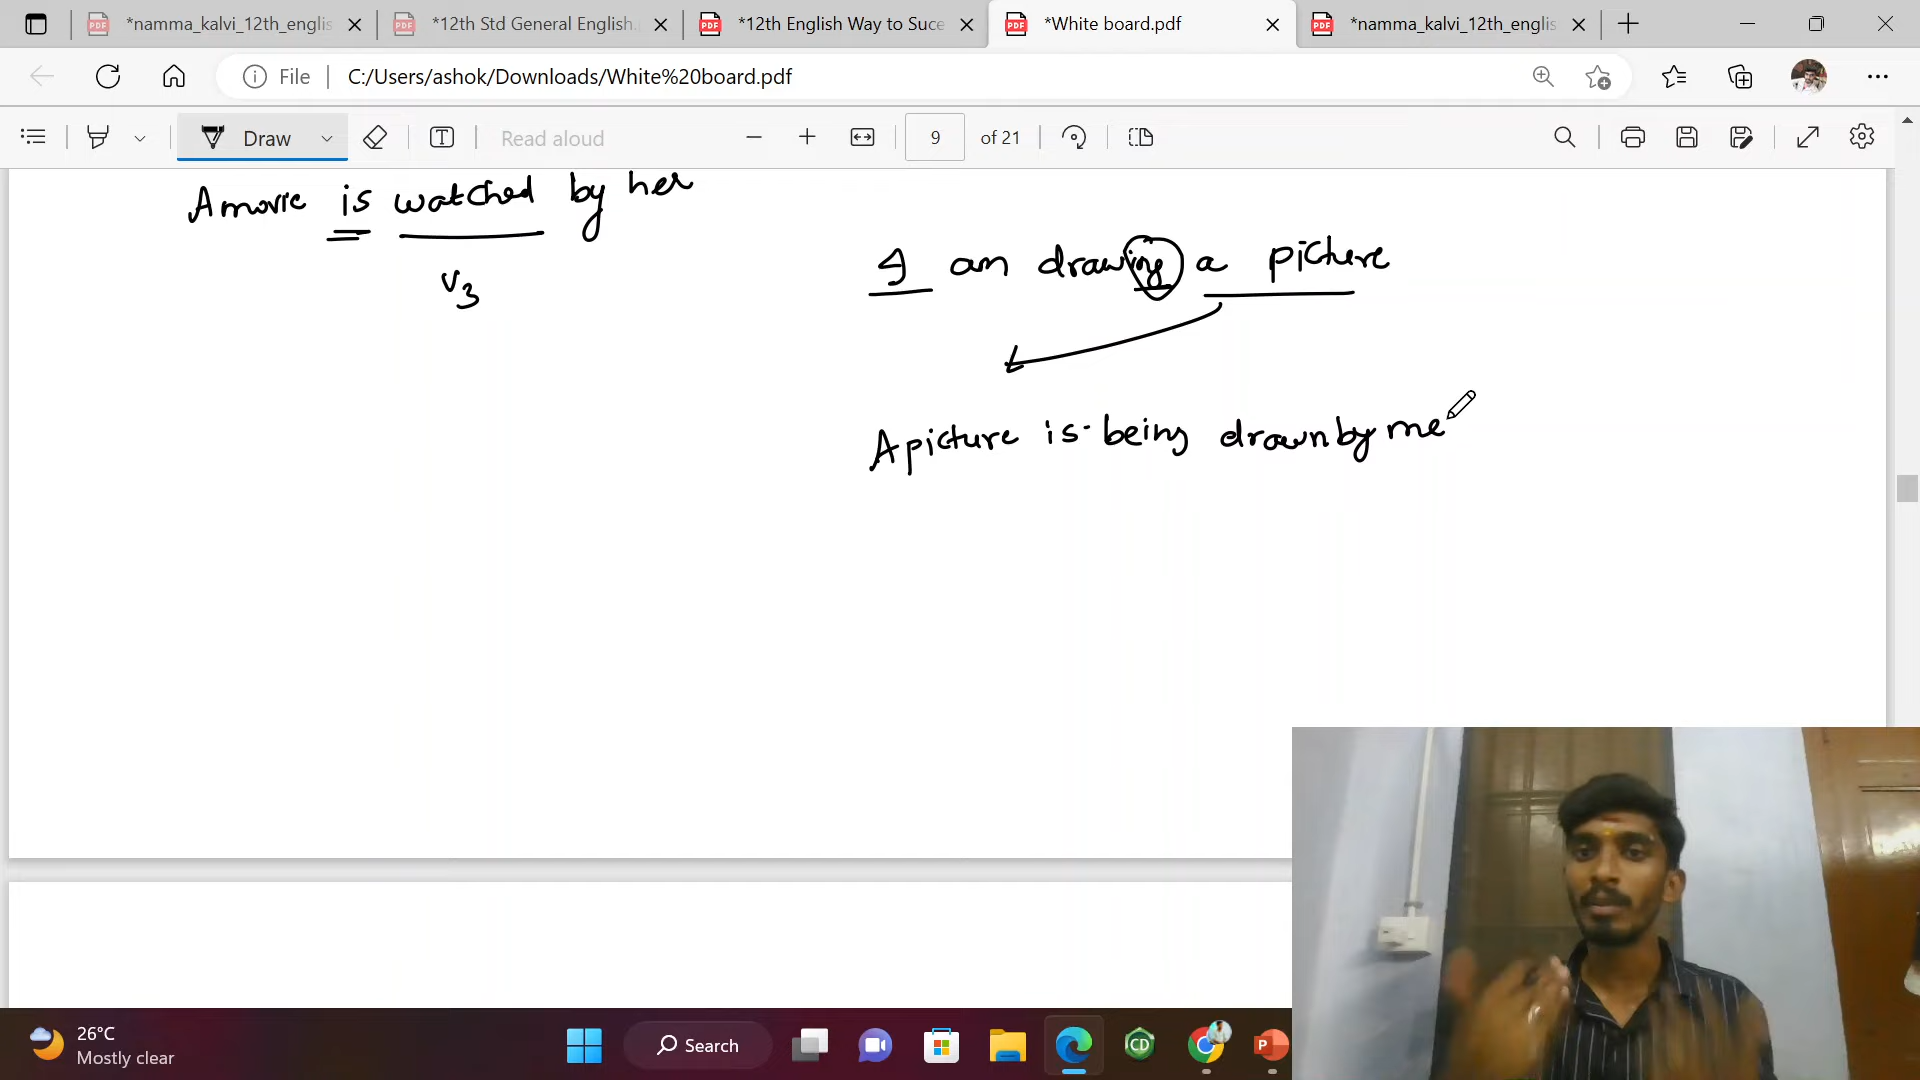 *namma_kalvi_12th_englis
*12th Std General English.
*12th English Way to Suce
*White board.pdf
*namma_kalvi_12th_englis
File
C:/Users/ashok/Downloads/White%20board.pdf
Draw
Read aloud
9 of 21
A movie is watched by her
V3
I am drawing a picture
A picture is being drawn by me
26°C
Mostly clear
Search
CD